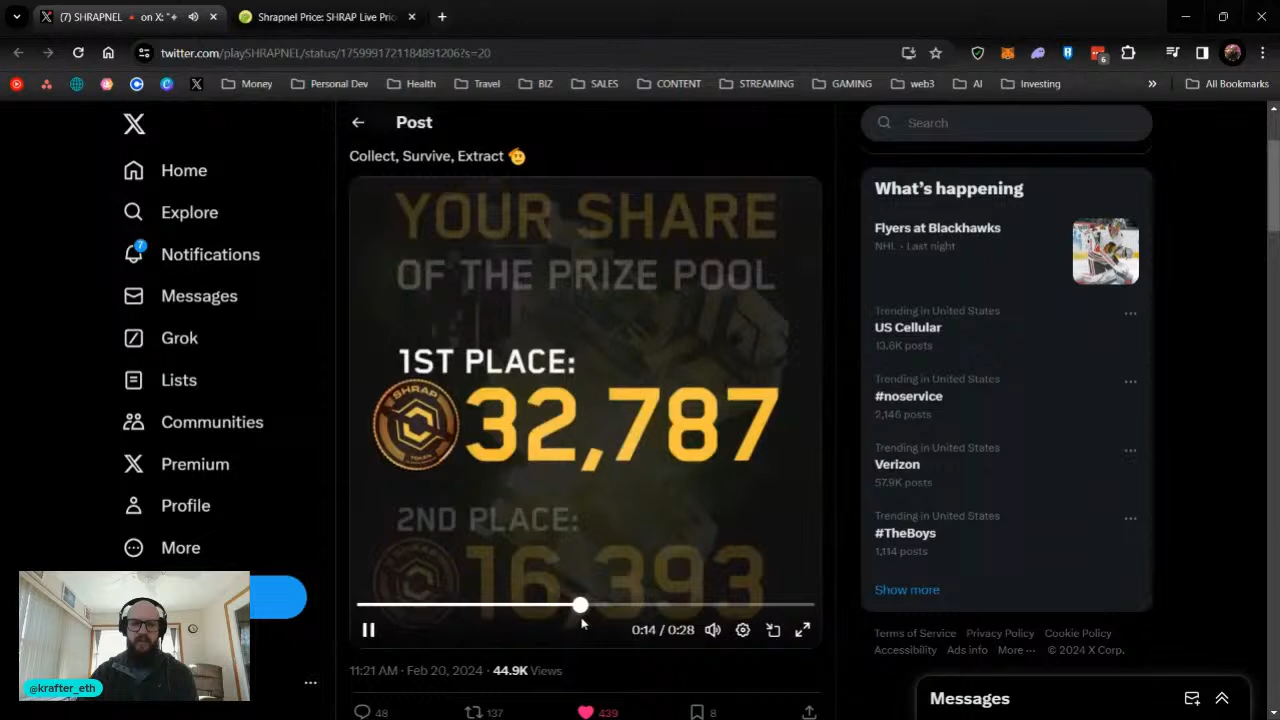 (7) SHRAPNEL
on X: "
Shrapnel Price: SHRAP Live Pric
twitter.com/playSHRAPNEL/status/1759991721184891206?s=20
6
Money
Personal Dev
Health
Travel
BIZ
SALES
CONTENT
STREAMING
GAMING
web3
AI
Investing
All Bookmarks
Home
Explore
7
Notifications
Messages
Grok
Lists
Communities
Premium
Profile
More
@krafter_eth
Post
Collect, Survive, Extract
YOUR SHARE
OF THE PRIZE POOL
1ST PLACE:
SHRAP
TOKEN
32,787
2ND PLACE:
16,393
0:14 / 0:28
11:21 AM · Feb 20, 2024 · 44.9K Views
48
137
439
8
Search
What's happening
Flyers at Blackhawks
NHL · Last night
Trending in United States
US Cellular
13.6K posts
Trending in United States
#noservice
2,146 posts
Trending in United States
Verizon
57.9K posts
Trending in United States
#TheBoys
1,114 posts
Show more
Terms of Service Privacy Policy Cookie Policy
Accessibility Ads info More ··· © 2024 X Corp.
Messages